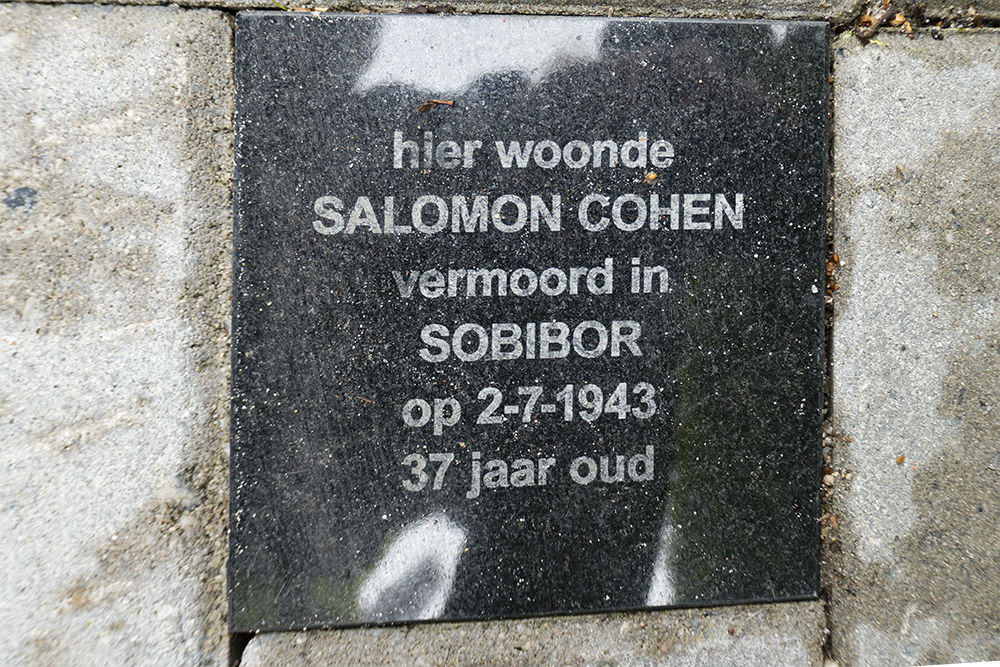 hier woonde
SALOMON COHEN
vermoord in
SOBIBOR
op 2-7-1943
37 jaar oud